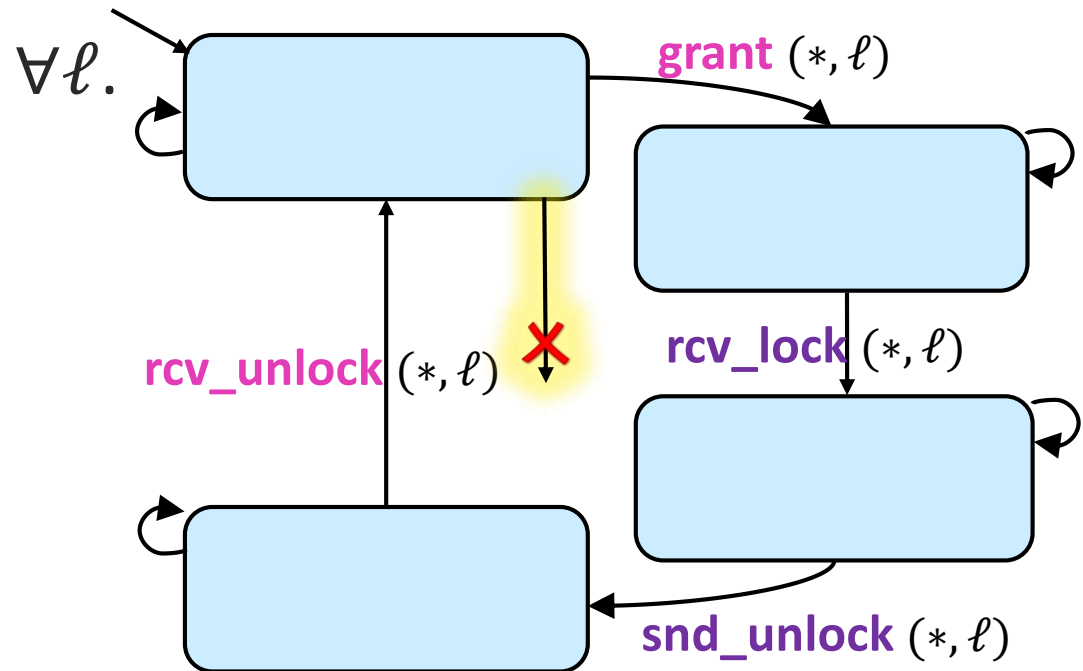 ∀ℓ.
grant (*, ℓ)
rcv_lock (*, ℓ)
rcv_unlock (*, ℓ)
snd_unlock (*, ℓ)